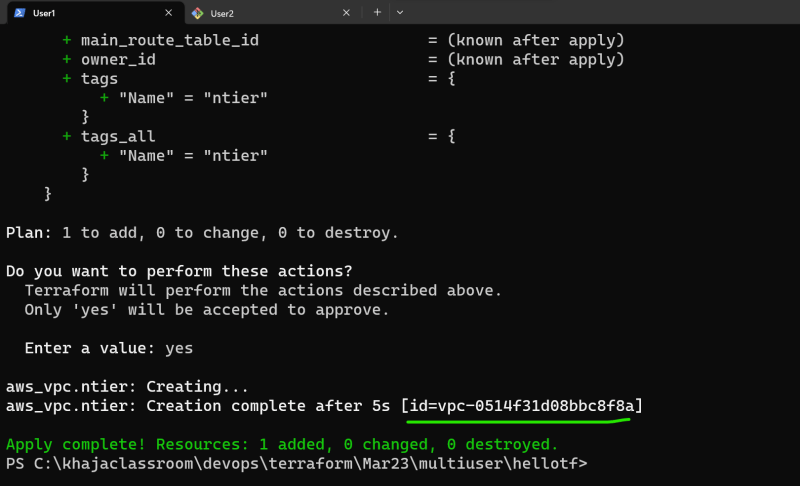 User1
User2
+ main_route_table_id = (known after apply)
+ owner_id = (known after apply)
+ tags = {
+ "Name" = "ntier"
}
+ tags_all = {
+ "Name" = "ntier"
}
}
Plan: 1 to add, 0 to change, 0 to destroy.
Do you want to perform these actions?
Terraform will perform the actions described above.
Only 'yes' will be accepted to approve.
Enter a value: yes
aws_vpc.ntier: Creating...
aws_vpc.ntier: Creation complete after 5s [id=vpc-0514f31d08bbc8f8a]
Apply complete! Resources: 1 added, 0 changed, 0 destroyed.
PS C:\khajaclassroom\devops\terraform\Mar23\multiuser\hellotf>